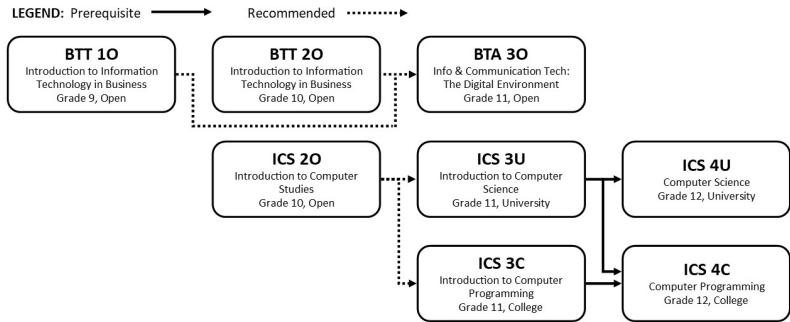 LEGEND: Prerequisite Recommended
BTT 1O
Introduction to Information
Technology in Business
Grade 9, Open
BTT 2O
Introduction to Information
Technology in Business
Grade 10, Open
BTA 3O
Info & Communication Tech:
The Digital Environment
Grade 11, Open
ICS 2O
Introduction to Computer
Studies
Grade 10, Open
ICS 3U
Introduction to Computer
Science
Grade 11, University
ICS 4U
Computer Science
Grade 12, University
ICS 3C
Introduction to Computer
Programming
Grade 11, College
ICS 4C
Computer Programming
Grade 12, College